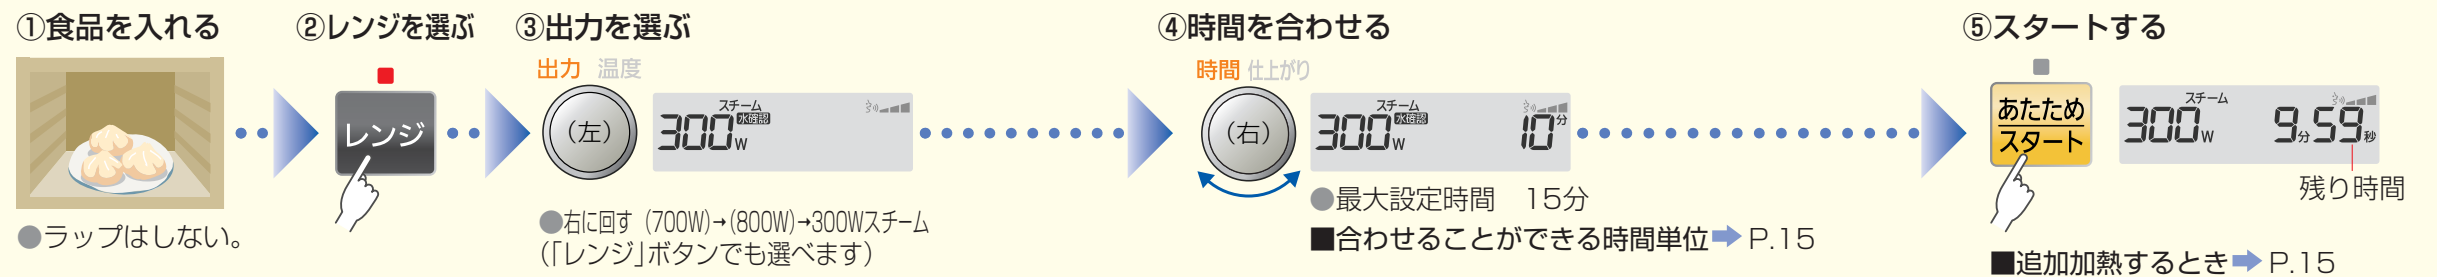 ①食品を入れる
●ラップはしない。
②レンジを選ぶ
レンジ
③出力を選ぶ
出力 温度
(左)
スチーム
300W 水確認
●右に回す (700W)→(800W)→300Wスチーム
(「レンジ」ボタンでも選べます)
④時間を合わせる
時間 仕上がり
(右)
スチーム
300W 水確認 10分
●最大設定時間 15分
■合わせることができる時間単位➡ P.15
⑤スタートする
あたため
スタート
スチーム
300W 9分59秒
残り時間
■追加加熱するとき➡ P.15